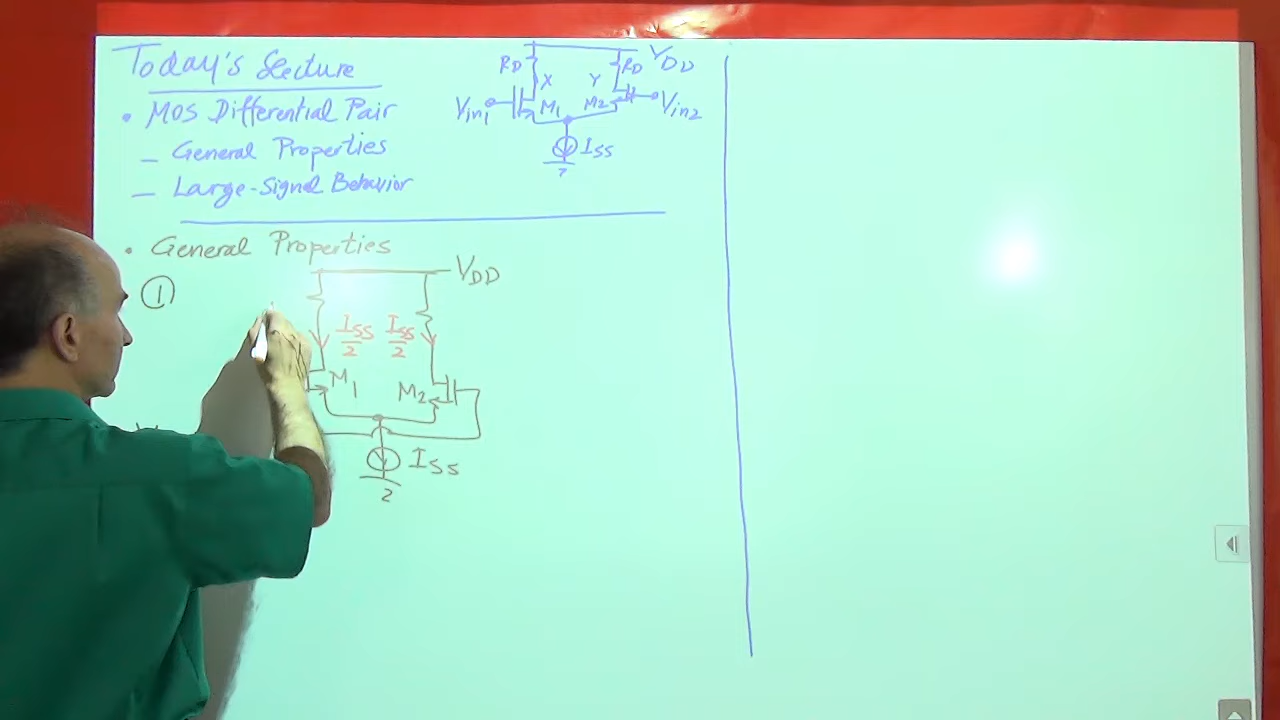 Today's Lecture
• MOS Differential Pair
– General Properties
– Large-Signal Behavior
RD RD VDD
X Y
Vin1 M1 M2 Vin2
ISS
• General Properties
①
VDD
ISS/2 ISS/2
M1 M2
ISS